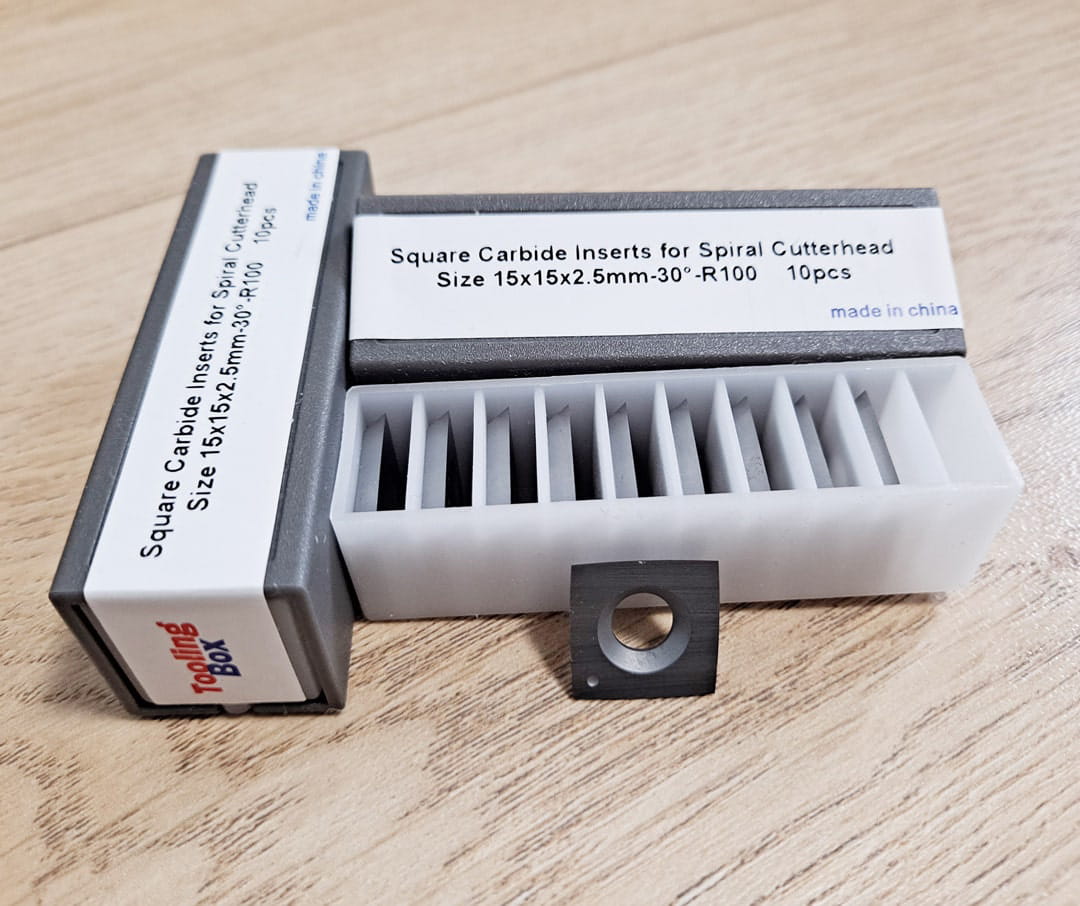 Square Carbide Inserts for Spiral Cutterhead
Size 15x15x2.5mm-30°-R100 10pcs
made in china
Tooling
Box
Square Carbide Inserts for Spiral Cutterhead
Size 15x15x2.5mm-30°-R100 10pcs
made in china